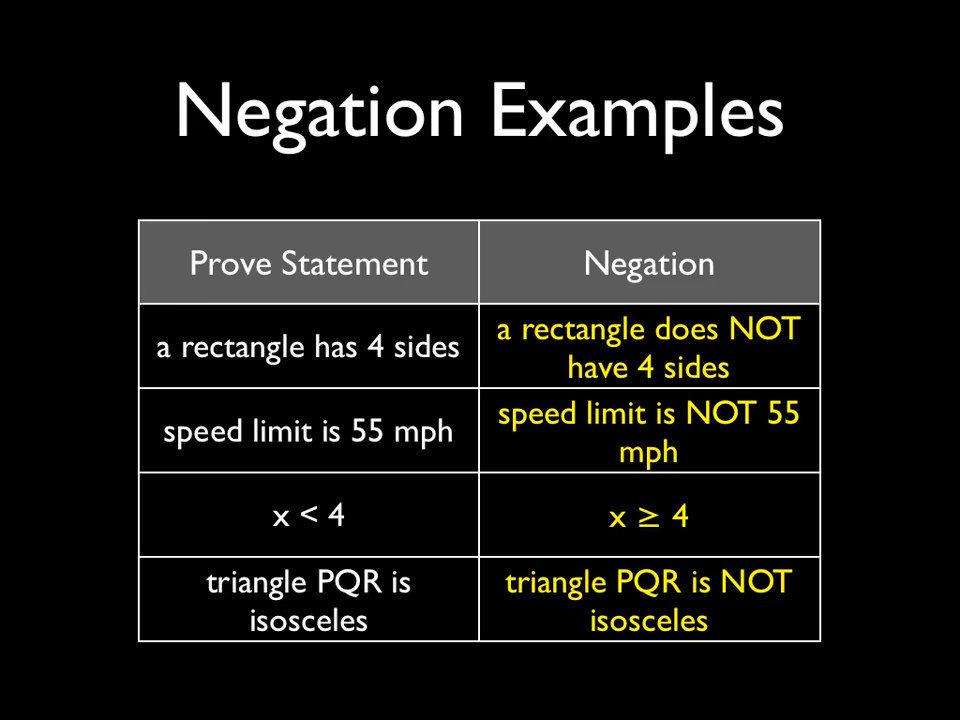 Negation Examples
Prove Statement
Negation
a rectangle has 4 sides
a rectangle does NOT
have 4 sides
speed limit is 55 mph
speed limit is NOT 55
mph
x < 4
x ≥ 4
triangle PQR is
isosceles
triangle PQR is NOT
isosceles